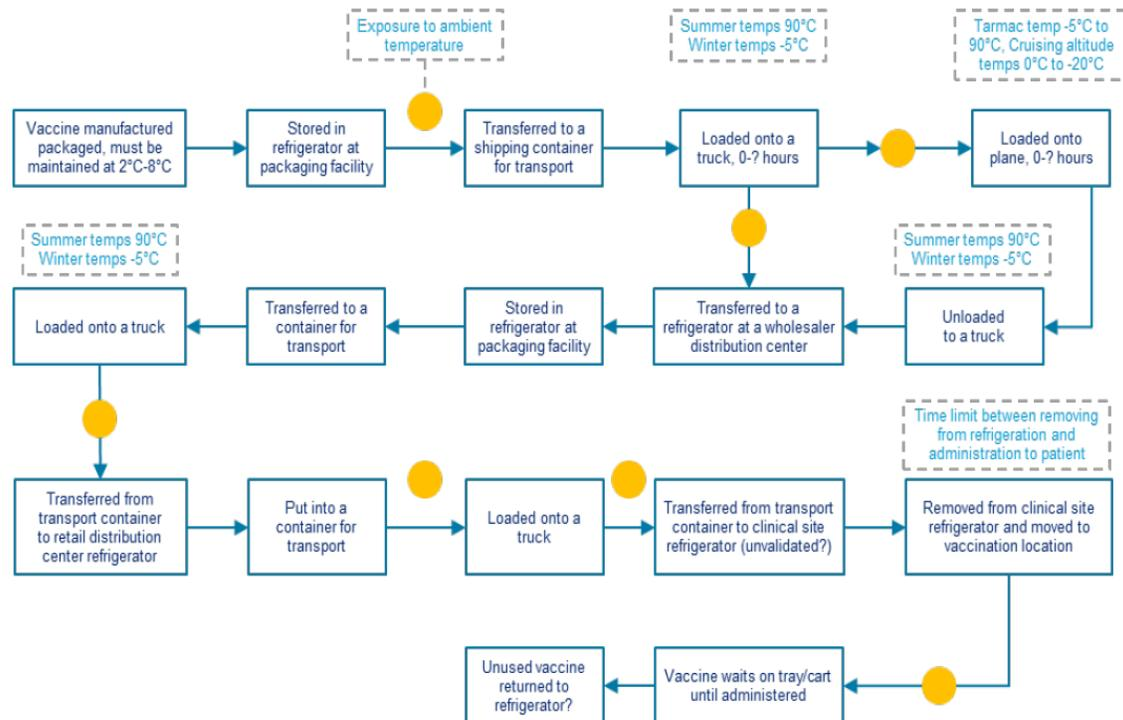 Exposure to ambient
temperature
Summer temps 90°C
Winter temps -5°C
Tarmac temp -5°C to
90°C, Cruising altitude
temps 0°C to -20°C
Vaccine manufactured
packaged, must be
maintained at 2°C-8°C
Stored in
refrigerator at
packaging facility
Transferred to a
shipping container
for transport
Loaded onto a
truck, 0-? hours
Loaded onto
plane, 0-? hours
Summer temps 90°C
Winter temps -5°C
Summer temps 90°C
Winter temps -5°C
Loaded onto a truck
Transferred to a
container for
transport
Stored in
refrigerator at
packaging facility
Transferred to a
refrigerator at a wholesaler
distribution center
Unloaded
to a truck
Time limit between removing
from refrigeration and
administration to patient
Transferred from
transport container
to retail distribution
center refrigerator
Put into a
container for
transport
Loaded onto a
truck
Transferred from transport
container to clinical site
refrigerator (unvalidated?)
Removed from clinical site
refrigerator and moved to
vaccination location
Unused vaccine
returned to
refrigerator?
Vaccine waits on tray/cart
until administered